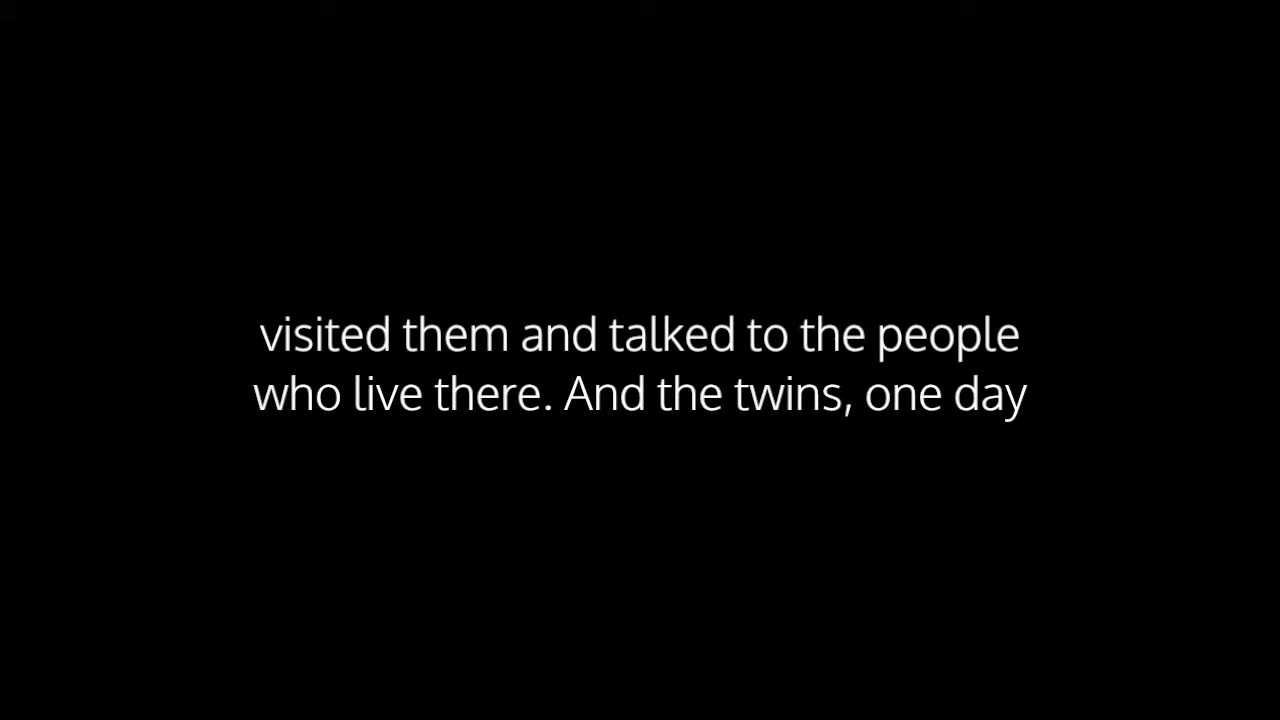 visited them and talked to the people
who live there. And the twins, one day